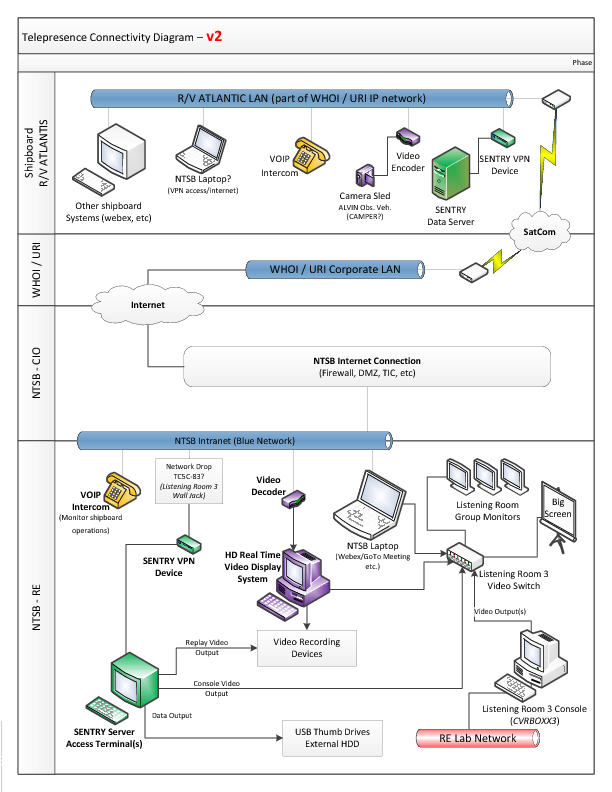 Telepresence Connectivity Diagram – v2
Phase
Shipboard
R/V ATLANTIS
R/V ATLANTIC LAN (part of WHOI / URI IP network)
Other shipboard
Systems (webex, etc)
NTSB Laptop?
(VPN access/internet)
VOIP
Intercom
Camera Sled
ALVIN Obs. Veh.
(CAMPER?)
Video
Encoder
SENTRY
Data Server
SENTRY VPN
Device
SatCom
WHOI / URI
WHOI / URI Corporate LAN
Internet
NTSB - CIO
NTSB Internet Connection
(Firewall, DMZ, TIC, etc)
NTSB - RE
NTSB Intranet (Blue Network)
VOIP
Intercom
(Monitor shipboard
operations)
Network Drop
TC5C-83?
(Listening Room 3
Wall Jack)
SENTRY VPN
Device
Video
Decoder
HD Real Time
Video Display
System
NTSB Laptop
(Webex/GoTo Meeting
etc.)
Listening Room
Group Monitors
Big
Screen
Listening Room 3
Video Switch
Video Output(s)
Replay Video
Output
Video Recording
Devices
Console Video
Output
Data Output
SENTRY Server
Access Terminal(s)
USB Thumb Drives
External HDD
Listening Room 3 Console
(CVRBOXX3)
RE Lab Network